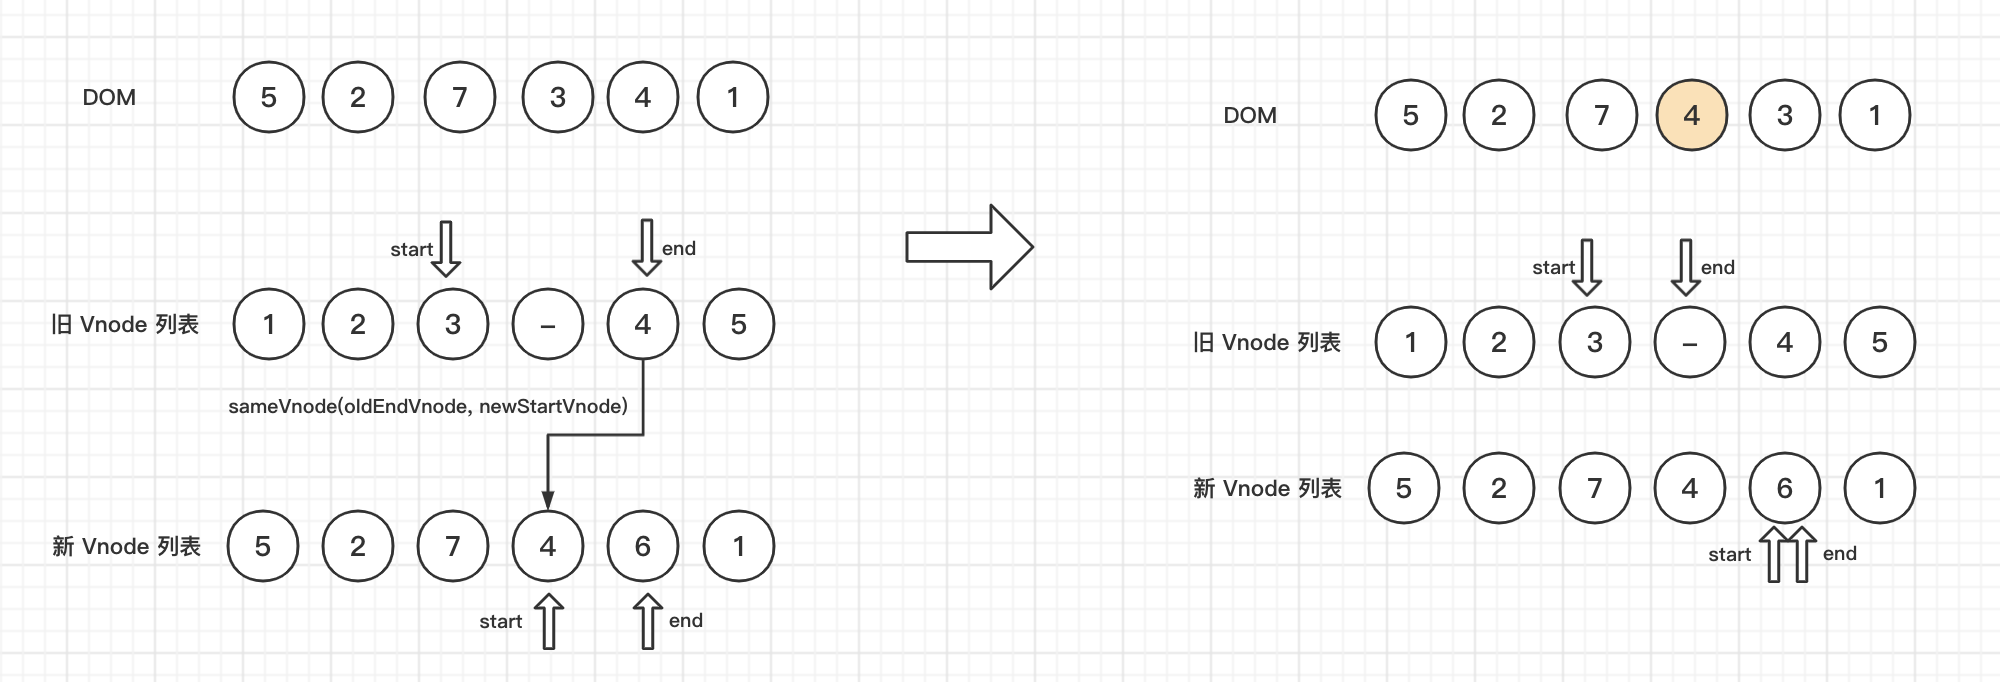 DOM 5 2 7 3 4 1
start end
旧 Vnode 列表 1 2 3 – 4 5
sameVnode(oldEndVnode, newStartVnode)
新 Vnode 列表 5 2 7 4 6 1
start end
DOM 5 2 7 4 3 1
start end
旧 Vnode 列表 1 2 3 – 4 5
新 Vnode 列表 5 2 7 4 6 1
start end